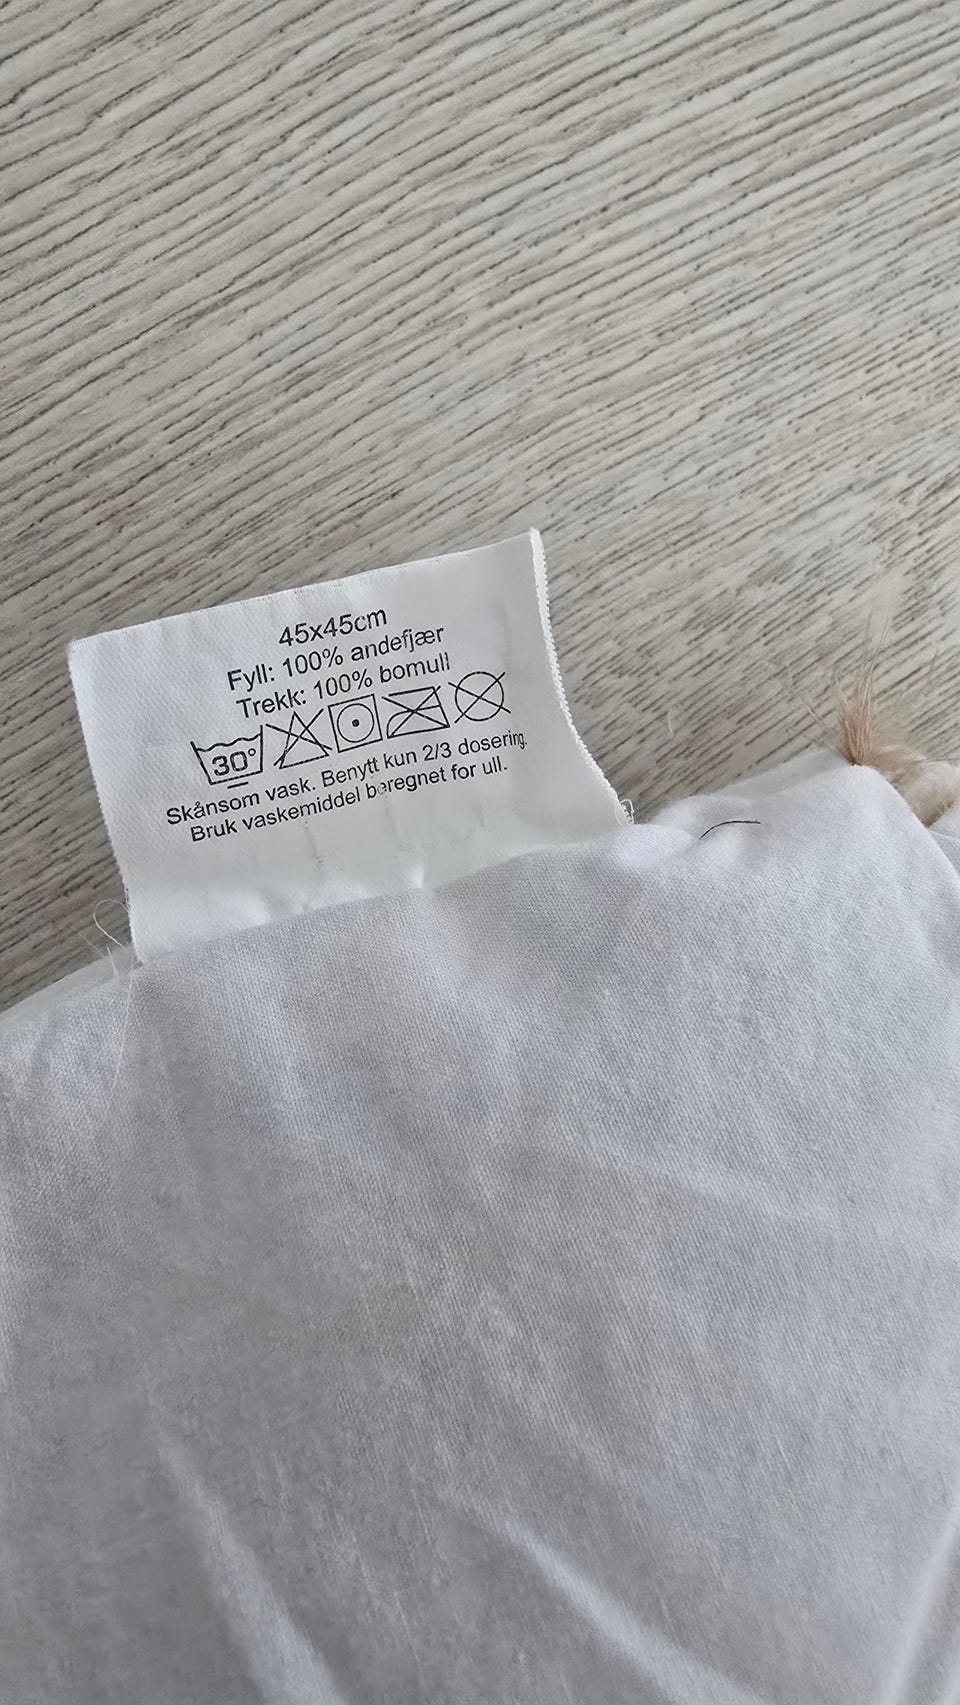 45x45cm
Fyll: 100% andefjær
Trekk: 100% bomull
30°
Skånsom vask. Benytt kun 2/3 dosering.
Bruk vaskemiddel beregnet for ull.